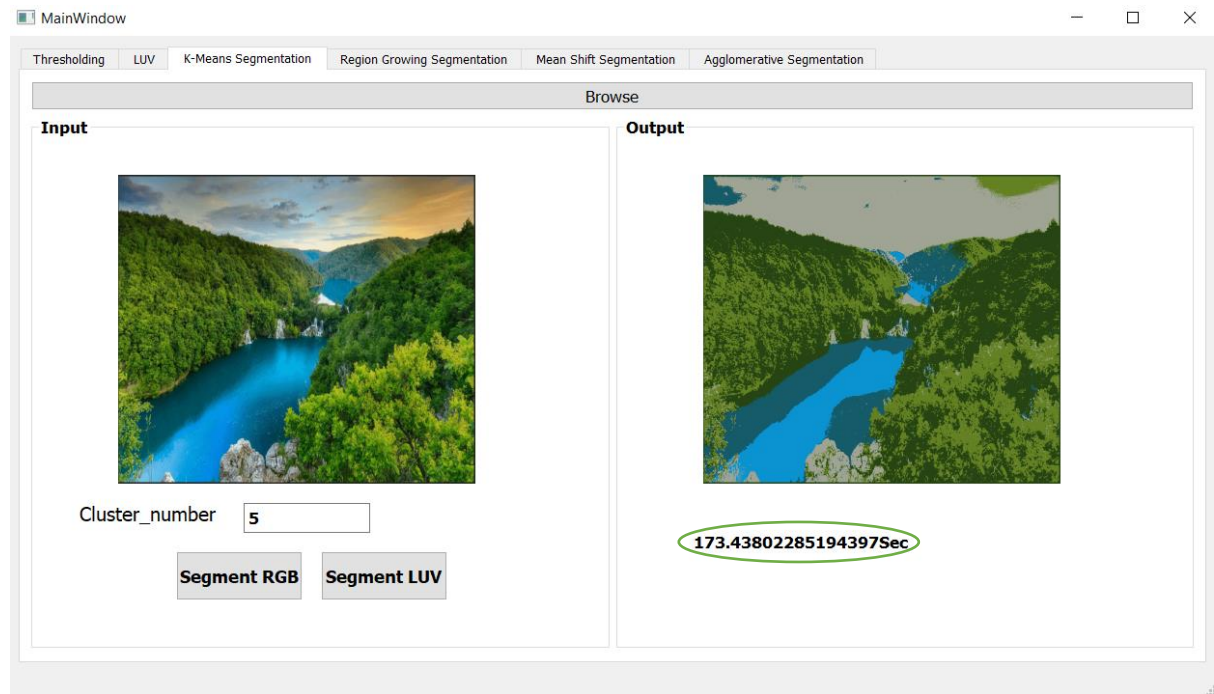 MainWindow
Thresholding LUV K-Means Segmentation Region Growing Segmentation Mean Shift Segmentation Agglomerative Segmentation
Browse
Input
Output
Cluster_number 5
173.43802285194397Sec
Segment RGB Segment LUV